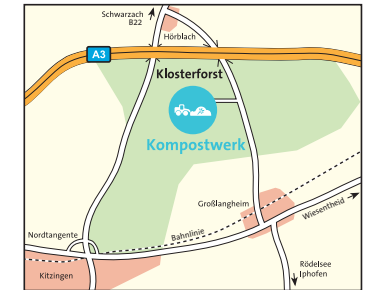 Schwarzach
B22
Hörblach
A3
Klosterforst
Kompostwerk
Großlangheim
Wiesentheid
Nordtangente
Bahnlinie
Rödelsee
Iphofen
Kitzingen